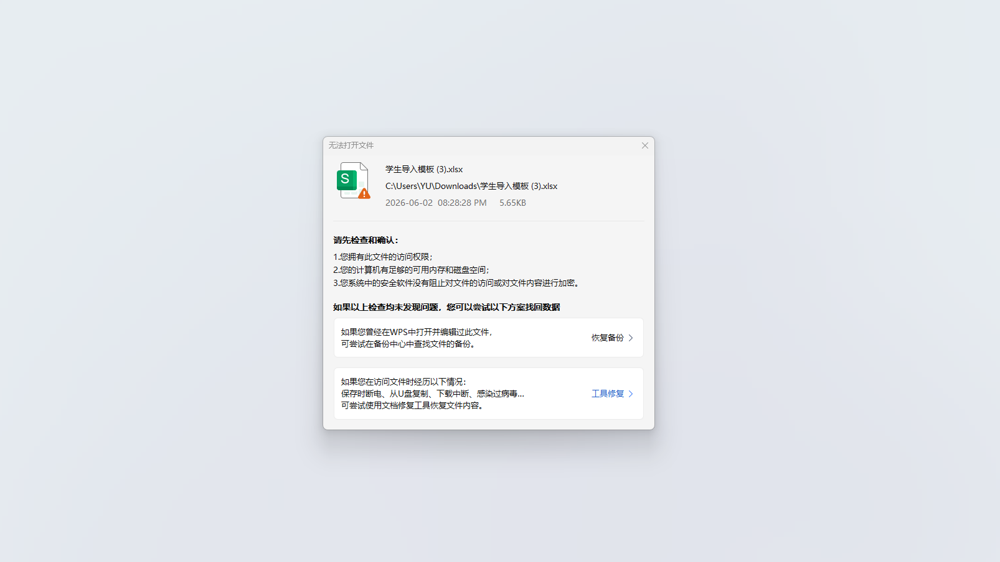 无法打开文件
S
学生导入模板 (3).xlsx
C:\Users\YU\Downloads\学生导入模板 (3).xlsx
2026-06-02 08:28:28 PM 5.65KB
请先检查和确认：
1.您拥有此文件的访问权限；
2.您的计算机有足够的可用内存和磁盘空间；
3.您系统中的安全软件没有阻止对文件的访问或对文件内容进行加密。
如果以上检查均未发现问题，您可以尝试以下方案找回数据
如果您曾经在WPS中打开并编辑过此文件，
可尝试在备份中心中查找文件的备份。
恢复备份
如果您在访问文件时经历以下情况：
保存时断电、从U盘复制、下载中断、感染过病毒...
可尝试使用文档修复工具恢复文件内容。
工具修复